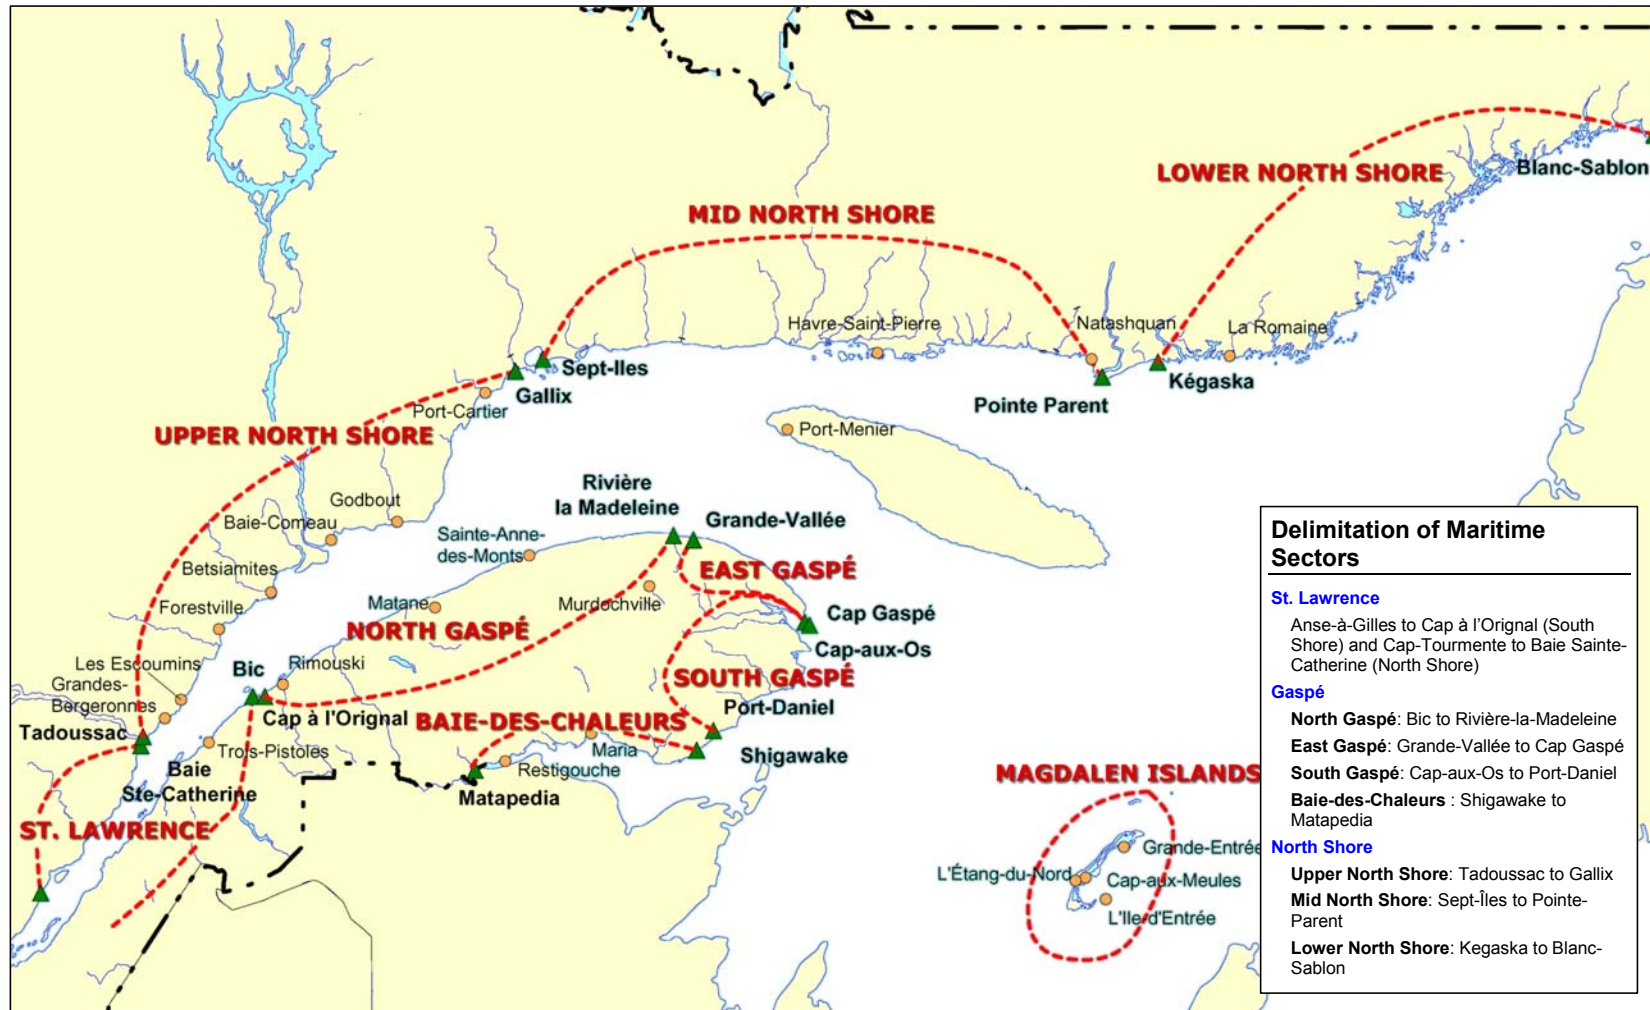 LOWER NORTH SHORE
Blanc-Sablon
MID NORTH SHORE
Havre-Saint-Pierre
Natashquan
La Romaine
Sept-Iles
Kégaska
Gallix
Pointe Parent
Port-Cartier
UPPER NORTH SHORE
Port-Menier
Rivière
la Madeleine
Godbout
Grande-Vallée
Baie-Comeau
Sainte-Anne-
des-Monts
EAST GASPÉ
Betsiamites
Matane
Murdochville
Forestville
Cap Gaspé
NORTH GASPÉ
Cap-aux-Os
Les Escoumins
Bic
Rimouski
Grandes-
Bergeronnes
SOUTH GASPÉ
Cap à l'Orignal
Port-Daniel
BAIE-DES-CHALEURS
Tadoussac
Trois-Pistoles
Maria
Shigawake
Baie
Ste-Catherine
Restigouche
Matapedia
MAGDALEN ISLANDS
ST. LAWRENCE
Grande-Entrée
L'Étang-du-Nord
Cap-aux-Meules
L'Ile-d'Entrée
Delimitation of Maritime
Sectors
St. Lawrence
Anse-à-Gilles to Cap à l'Orignal (South
Shore) and Cap-Tourmente to Baie Sainte-
Catherine (North Shore)
Gaspé
North Gaspé: Bic to Rivière-la-Madeleine
East Gaspé: Grande-Vallée to Cap Gaspé
South Gaspé: Cap-aux-Os to Port-Daniel
Baie-des-Chaleurs : Shigawake to
Matapedia
North Shore
Upper North Shore: Tadoussac to Gallix
Mid North Shore: Sept-Îles to Pointe-
Parent
Lower North Shore: Kegaska to Blanc-
Sablon